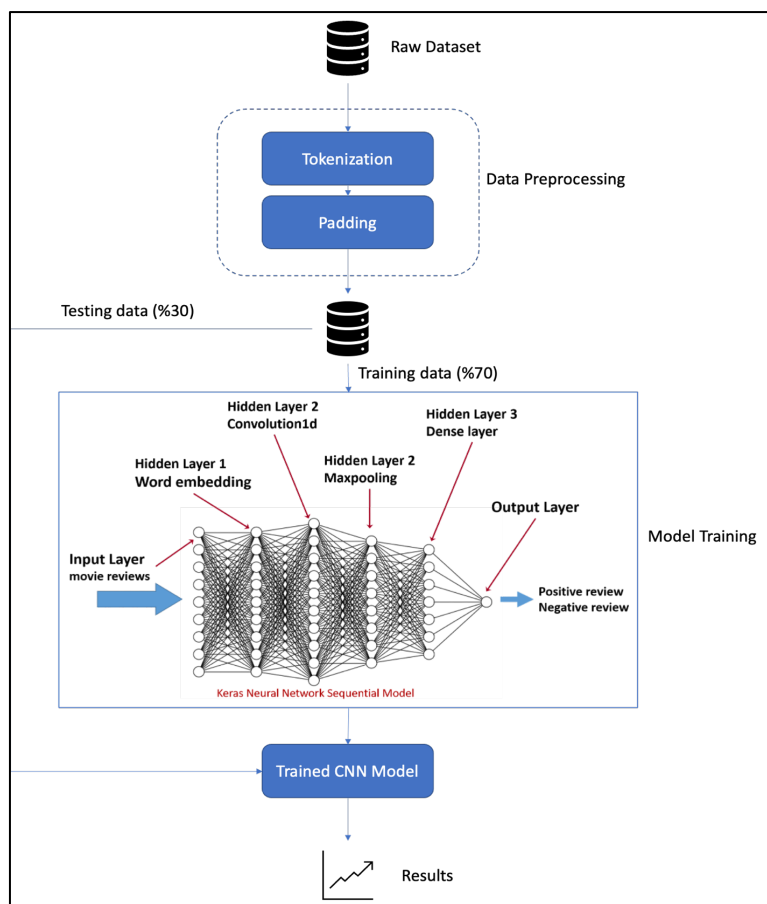 Raw Dataset
Tokenization
Data Preprocessing
Padding
Testing data (%30)
Training data (%70)
Hidden Layer 2
Convolution1d
Hidden Layer 3
Dense layer
Hidden Layer 1
Word embedding
Hidden Layer 2
Maxpooling
Output Layer
Model Training
Input Layer
movie reviews
Positive review
Negative review
Keras Neural Network Sequential Model
Trained CNN Model
Results